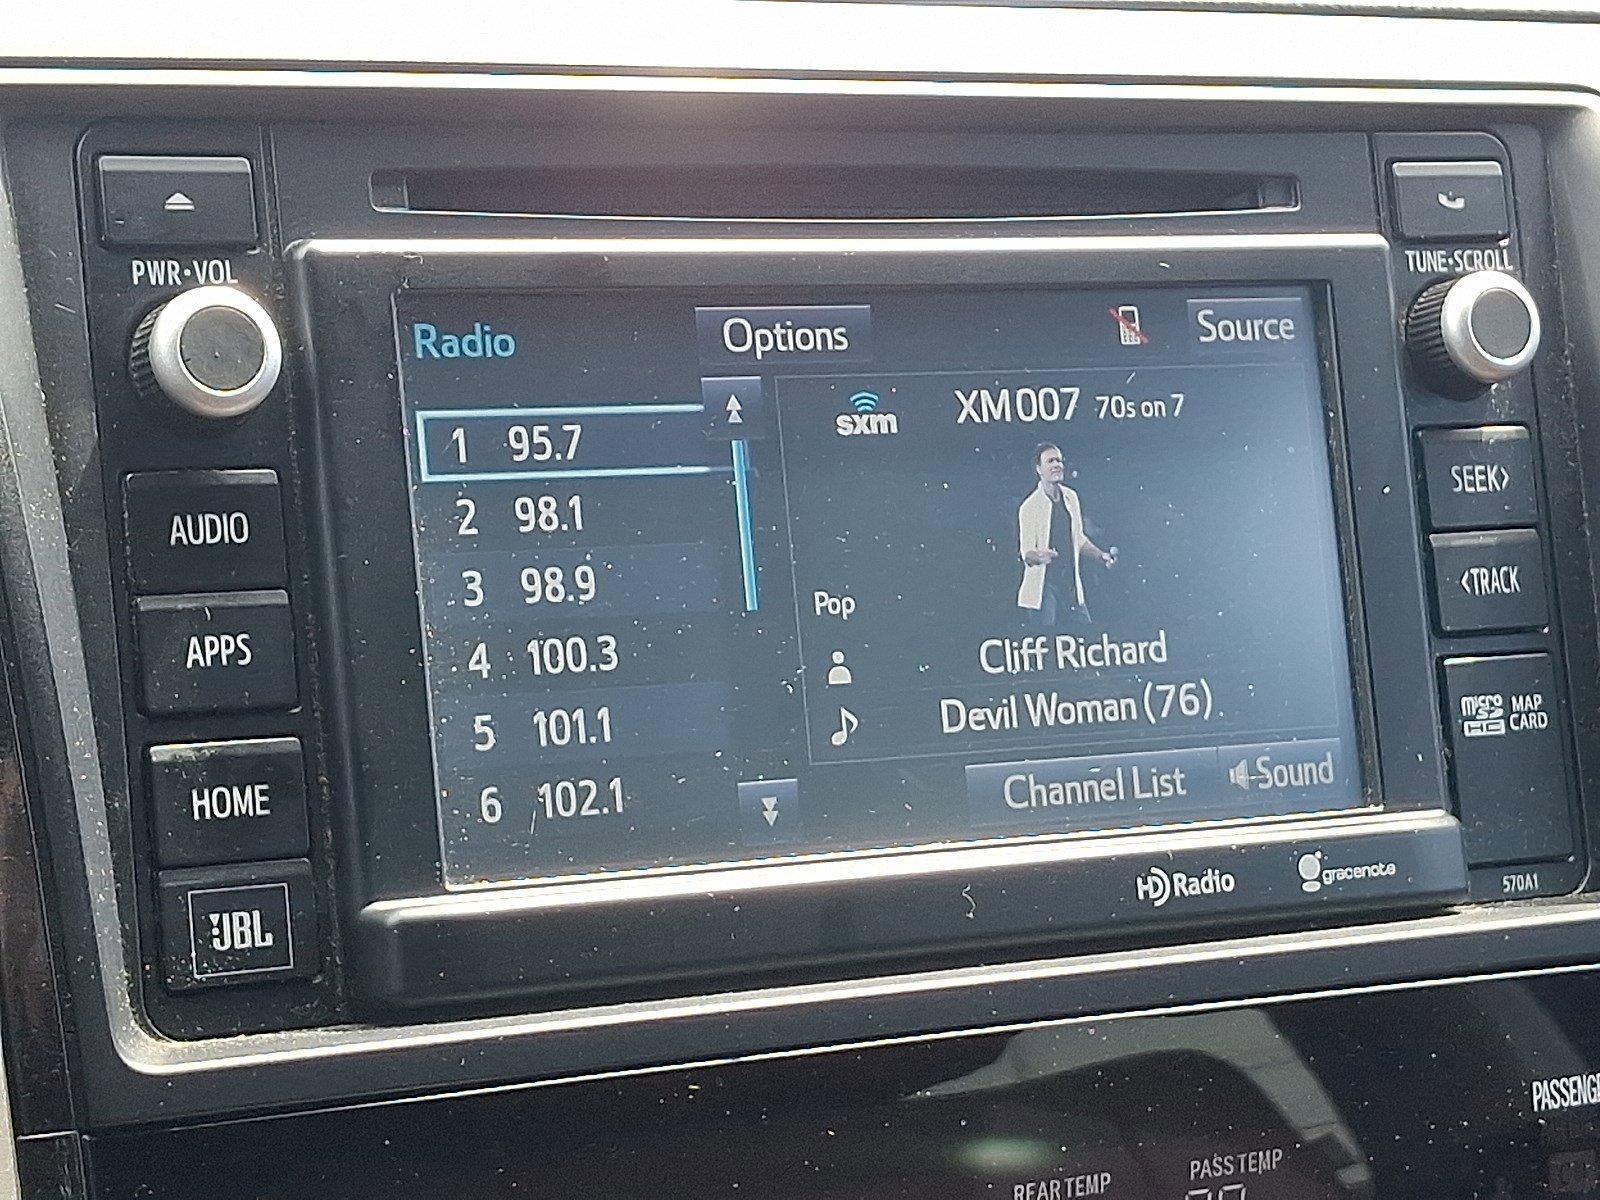 PWR•VOL
TUNE•SCROLL
Radio
Options
Source
1 95.7
2 98.1
3 98.9
4 100.3
5 101.1
6 102.1
sxm
XM007 70s on 7
Pop
Cliff Richard
Devil Woman (76)
Channel List
Sound
AUDIO
APPS
HOME
JBL
SEEK>
<TRACK
micro SD HC
MAP CARD
570A1
HD Radio
gracenote
REAR TEMP
PASS TEMP